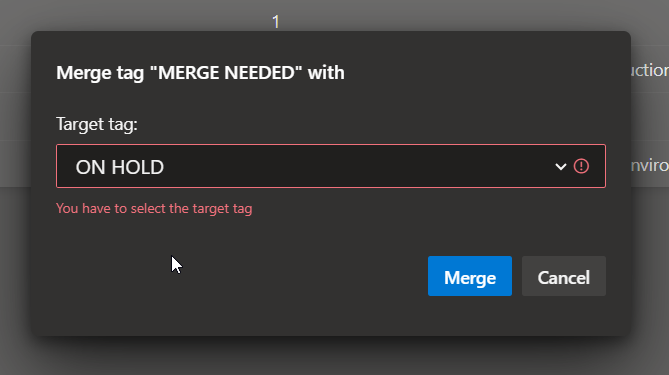 1
Merge tag "MERGE NEEDED" with
uction
Target tag:
ON HOLD
nviro
You have to select the target tag
Merge
Cancel